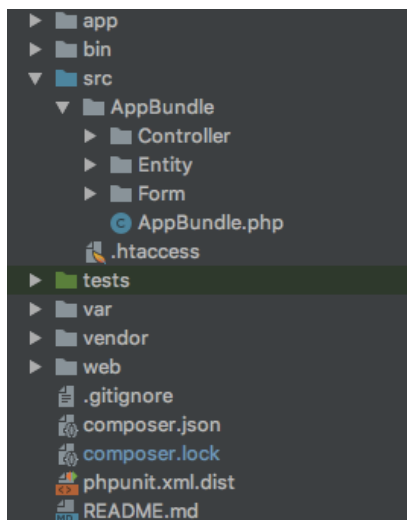 app
bin
src
AppBundle
Controller
Entity
Form
AppBundle.php
.htaccess
tests
var
vendor
web
.gitignore
composer.json
composer.lock
phpunit.xml.dist
README.md